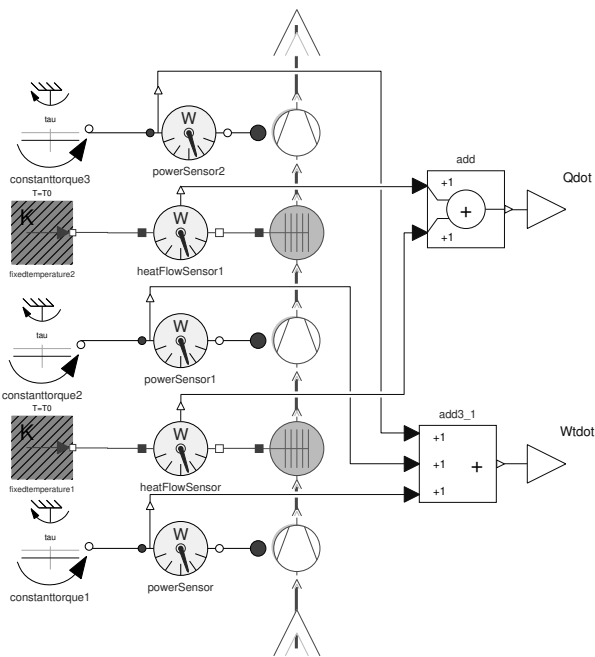 tau
W
constanttorque3
powerSensor2
T=T0
K
fixedtemperature2
W
heatFlowSensor1
add
+1
+
+1
Qdot
tau
W
constanttorque2
powerSensor1
T=T0
K
fixedtemperature1
W
heatFlowSensor
add3_1
+1
+1
+
+1
Wtdot
tau
W
constanttorque1
powerSensor